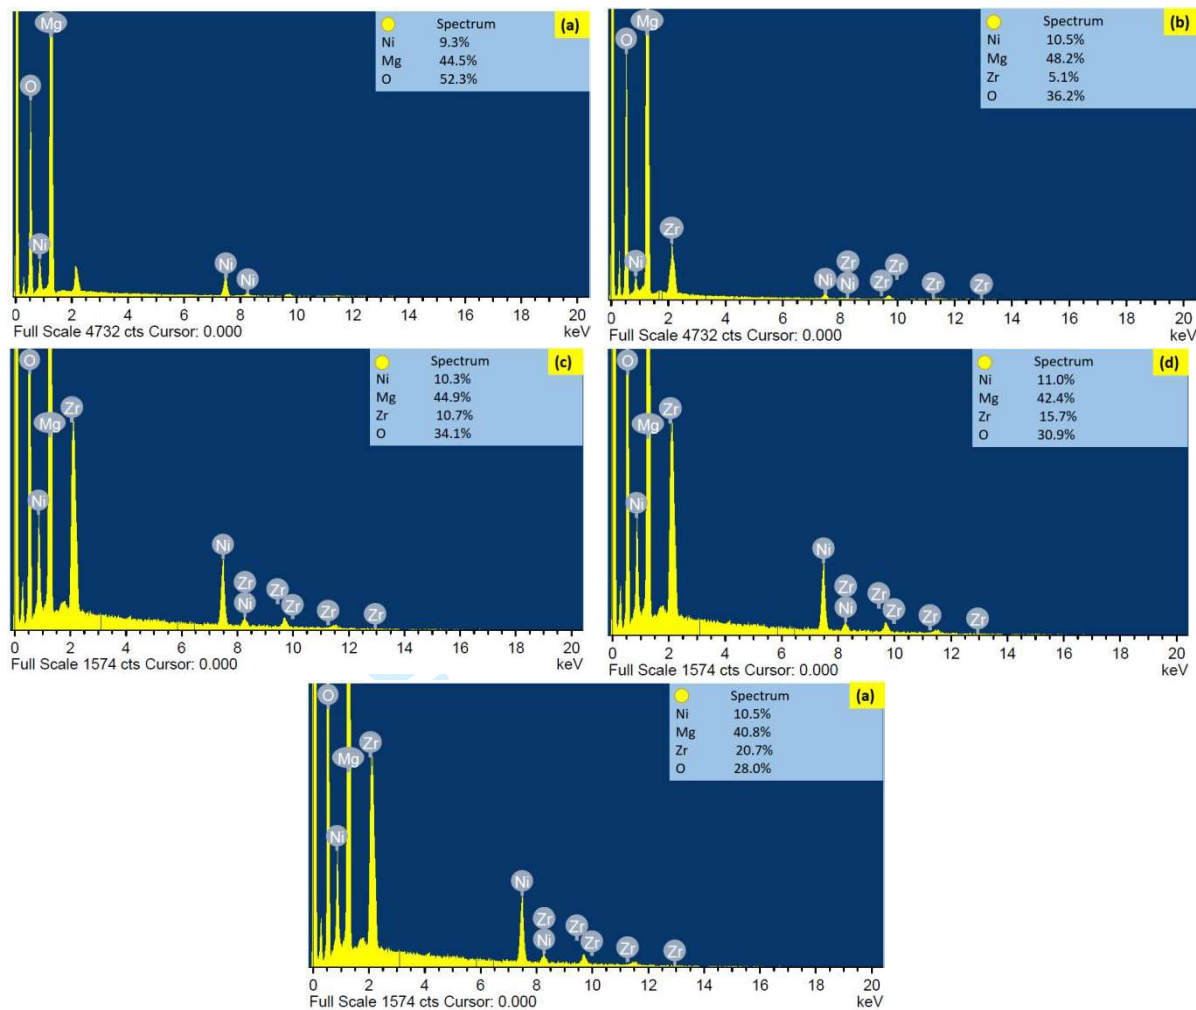 Spectrum (a)
Ni 9.3%
Mg 44.5%
O 52.3%
Mg
O
Ni
Ni
Ni
0 2 4 6 8 10 12 14 16 18 20
Full Scale 4732 cts Cursor: 0.000 keV
Spectrum (b)
Ni 10.5%
Mg 48.2%
Zr 5.1%
O 36.2%
O
Mg
Ni
Zr
Ni
Zr
Ni
Zr
Zr
Zr
Zr
0 2 4 6 8 10 12 14 16 18 20
Full Scale 4732 cts Cursor: 0.000 keV
Spectrum (c)
Ni 10.3%
Mg 44.9%
Zr 10.7%
O 34.1%
O
Mg
Zr
Ni
Ni
Zr
Ni
Zr
Zr
Zr
Zr
0 2 4 6 8 10 12 14 16 18 20
Full Scale 1574 cts Cursor: 0.000 keV
Spectrum (d)
Ni 11.0%
Mg 42.4%
Zr 15.7%
O 30.9%
O
Mg
Zr
Ni
Ni
Zr
Ni
Zr
Zr
Zr
Zr
0 2 4 6 8 10 12 14 16 18 20
Full Scale 1574 cts Cursor: 0.000 keV
Spectrum (a)
Ni 10.5%
Mg 40.8%
Zr 20.7%
O 28.0%
O
Mg
Zr
Ni
Ni
Zr
Ni
Zr
Zr
Zr
Zr
0 2 4 6 8 10 12 14 16 18 20
Full Scale 1574 cts Cursor: 0.000 keV